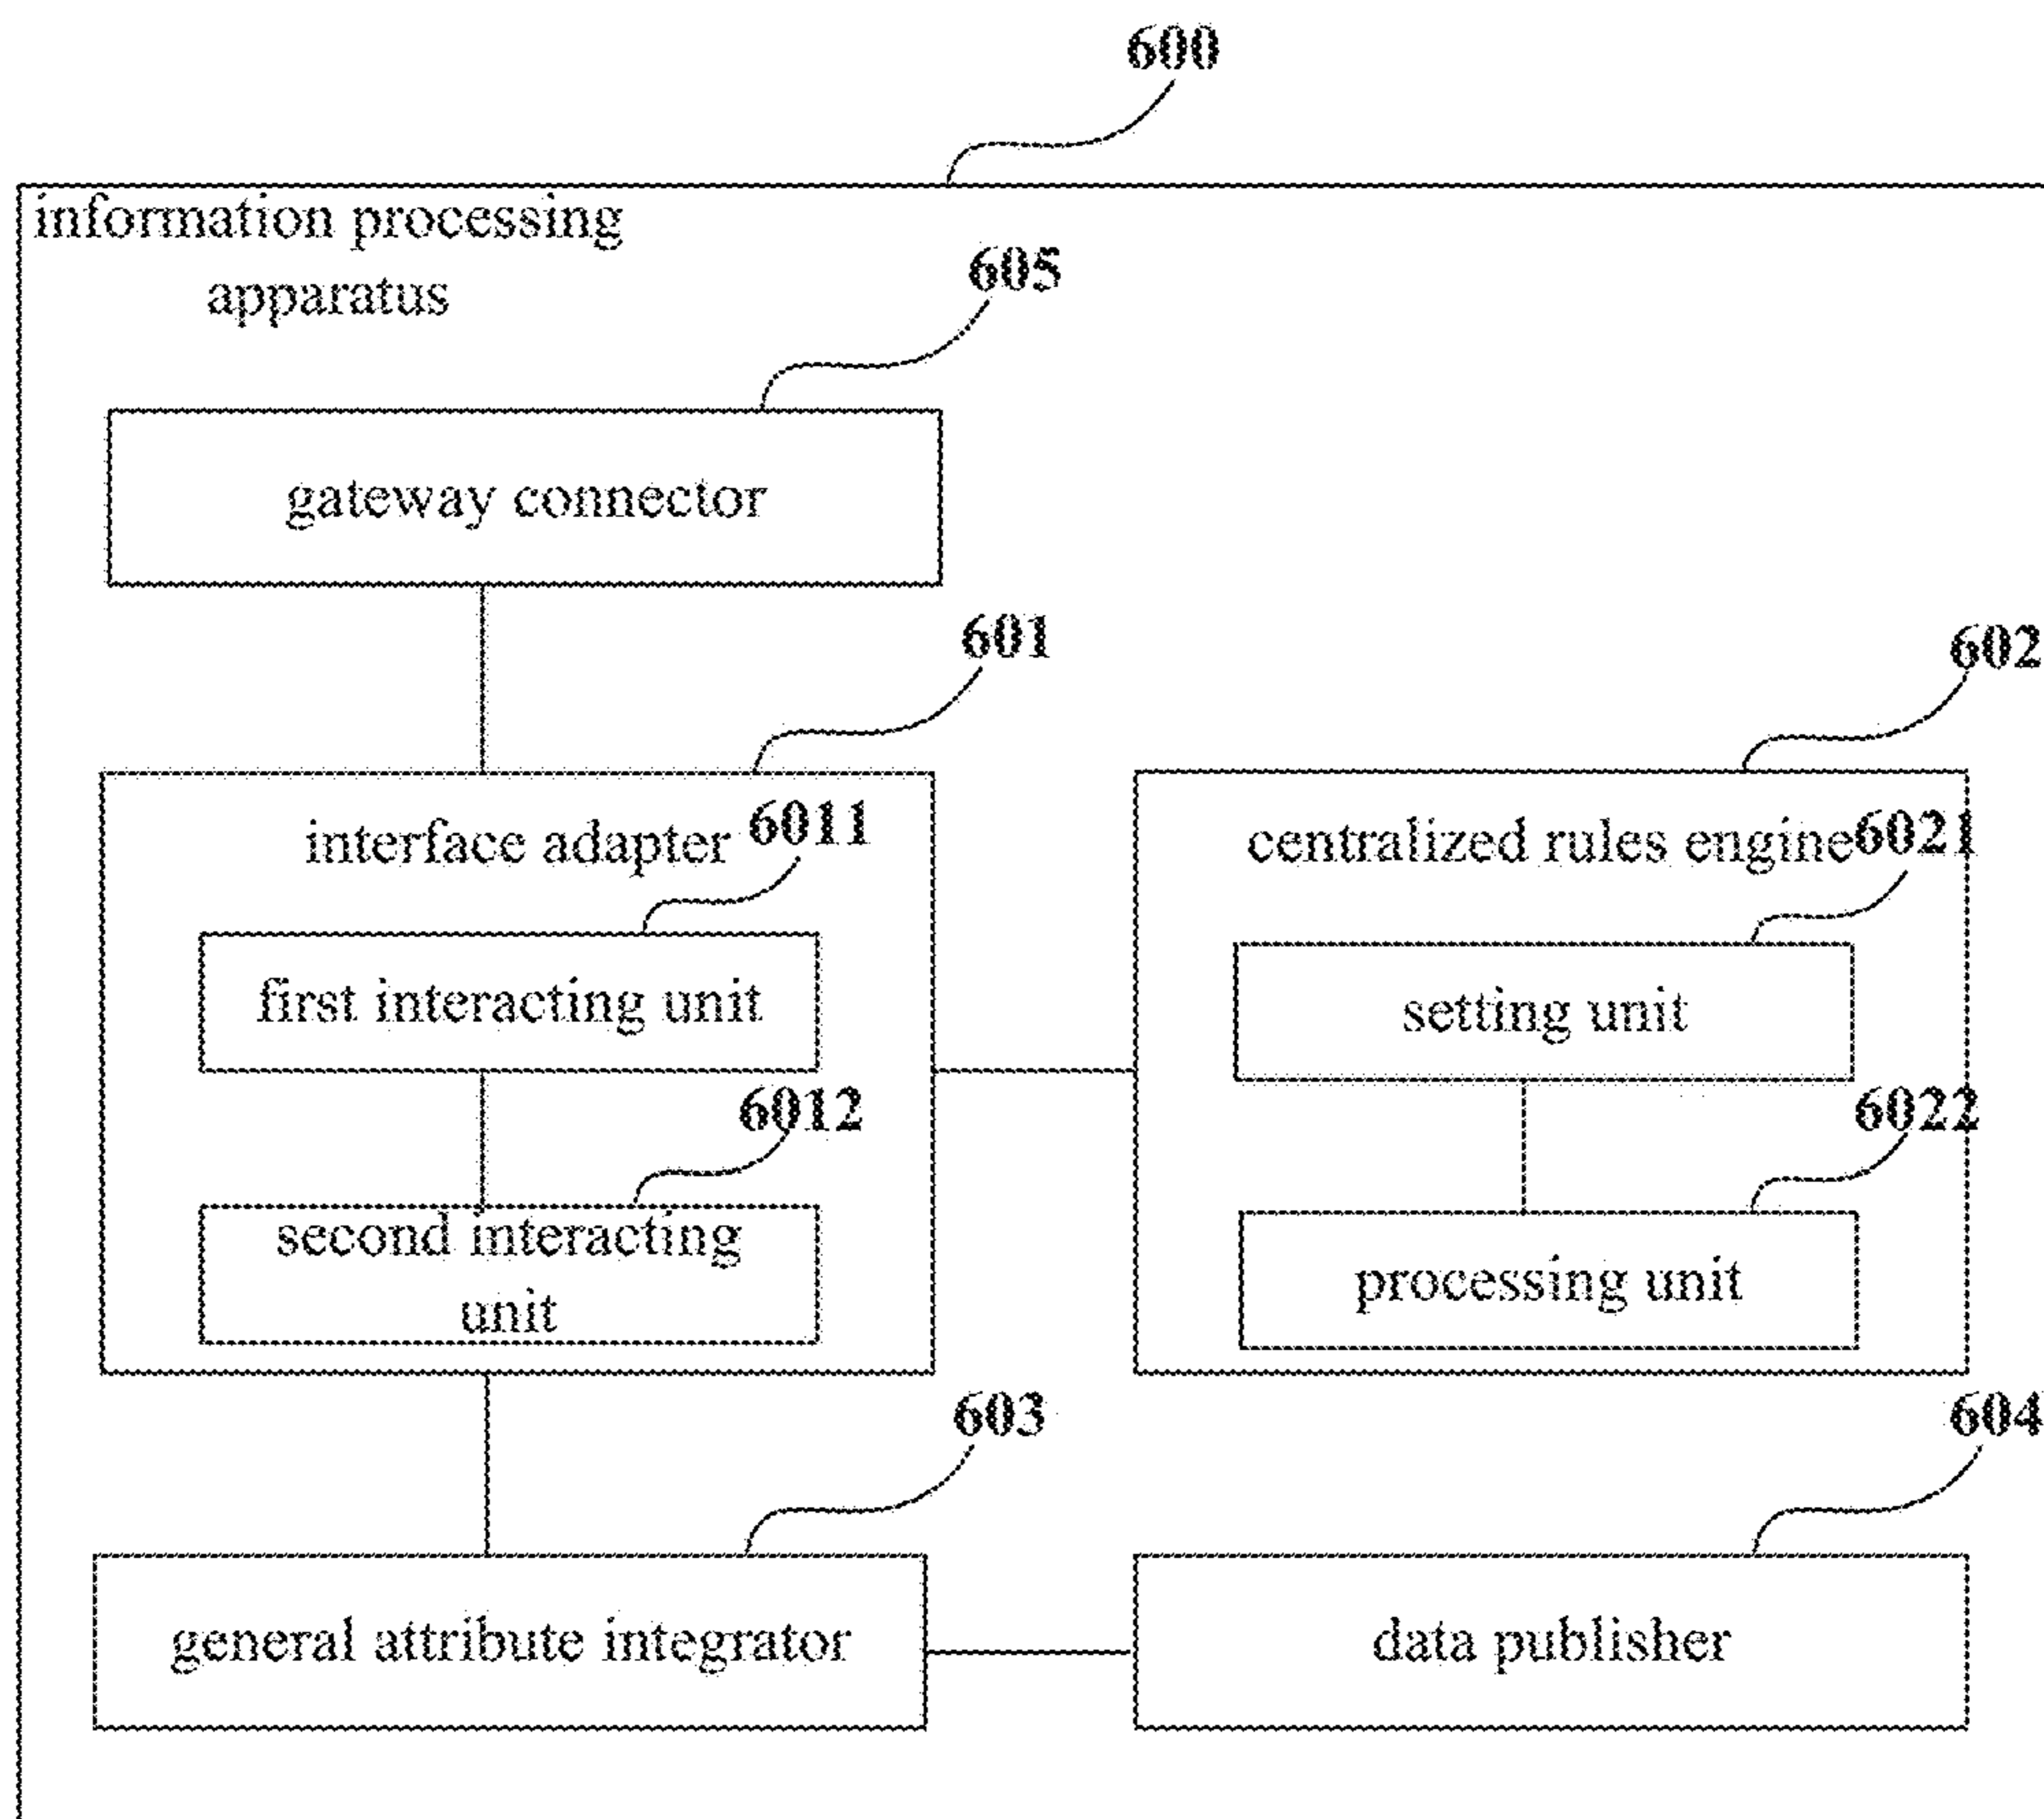 600
information processing
apparatus
605
gateway connector
601
602
interface adapter 6011
centralized rules engine 6021
first interacting unit
setting unit
6012
6022
second interacting
unit
processing unit
603
604
general attribute integrator
data publisher